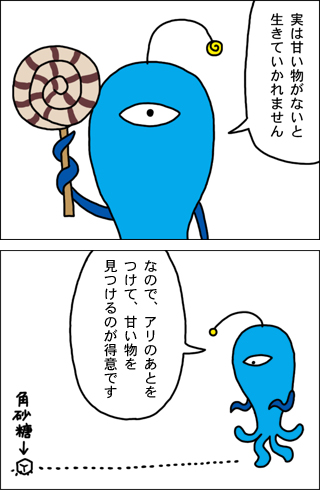 実は甘い物がないと
生きていかれません
なので、アリのあとを
つけて、甘い物を
見つけるのが得意です
角砂糖→